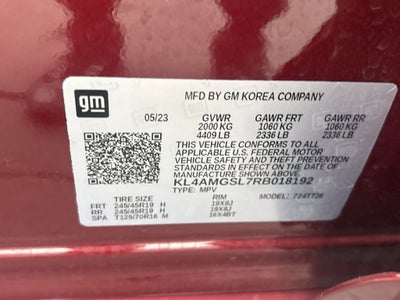 gm
MFD BY GM KOREA COMPANY
05/23 GVWR GAWR FRT GAWR RR
2000 KG 1060 KG 1060 KG
4409 LB 2336 LB 2336 LB
THIS VEHICLE CONFORMS TO ALL
APPLICABLE U.S. FEDERAL MOTOR
VEHICLE SAFETY, BUMPER, AND THEFT
PREVENTION STANDARDS IN EFFECT ON THE
DATE OF MANUFACTURE SHOWN ABOVE.
KL4AMGSL7RB018192
TYPE: MPV MODEL: 724TT26
TIRE SIZE RIM
FRT 245/45R19 H 19X8J
RR 245/45R19 H 19X8J
SPA T125/70R16 M 16X4BT